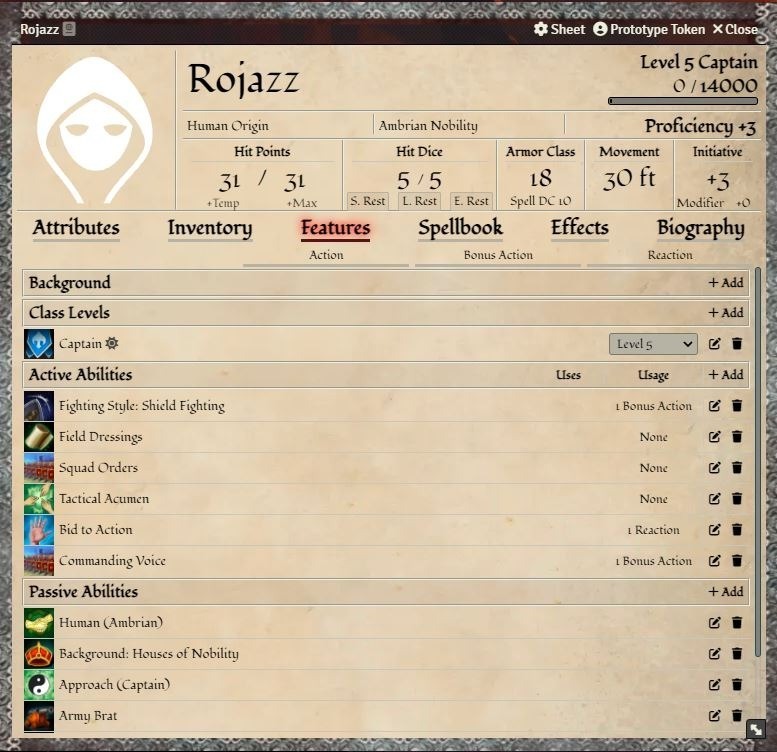 Rojazz
Sheet Prototype Token Close
Rojazz
Level 5 Captain
0 / 14000
Human Origin Ambrian Nobility Proficiency +3
Hit Points Hit Dice Armor Class Movement Initiative
31 / 31 5 / 5 18 30 ft +3
+Temp +Max S. Rest L. Rest E. Rest Spell DC 10 Modifier +0
Attributes Inventory Features Spellbook Effects Biography
Action Bonus Action Reaction
Background + Add
Class Levels + Add
Captain Level 5
Active Abilities Uses Usage + Add
Fighting Style: Shield Fighting 1 Bonus Action
Field Dressings None
Squad Orders None
Tactical Acumen None
Bid to Action 1 Reaction
Commanding Voice 1 Bonus Action
Passive Abilities + Add
Human (Ambrian)
Background: Houses of Nobility
Approach (Captain)
Army Brat